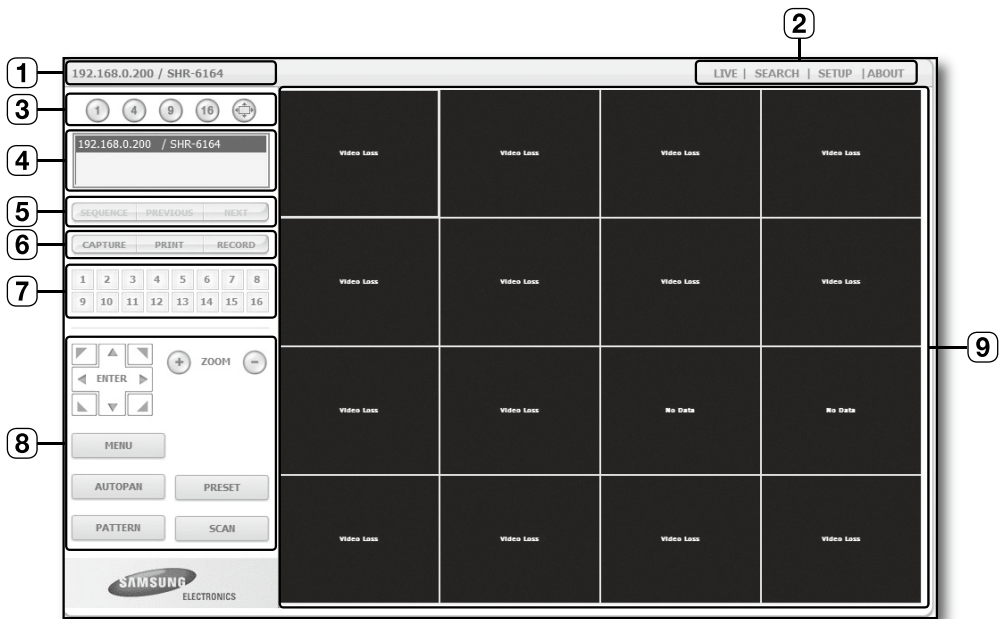 2
1
192.168.0.200 / SHR-6164
LIVE | SEARCH | SETUP | ABOUT
3
1 4 9 16
4
192.168.0.200 / SHR-6164
5
SEQUENCE PREVIOUS NEXT
6
CAPTURE PRINT RECORD
7
1 2 3 4 5 6 7 8
9 10 11 12 13 14 15 16
8
+ ZOOM -
ENTER
MENU
AUTOPAN PRESET
PATTERN SCAN
SAMSUNG
ELECTRONICS
Video Loss Video Loss Video Loss Video Loss
Video Loss Video Loss Video Loss Video Loss
Video Loss Video Loss No Data No Data
Video Loss Video Loss Video Loss Video Loss
9